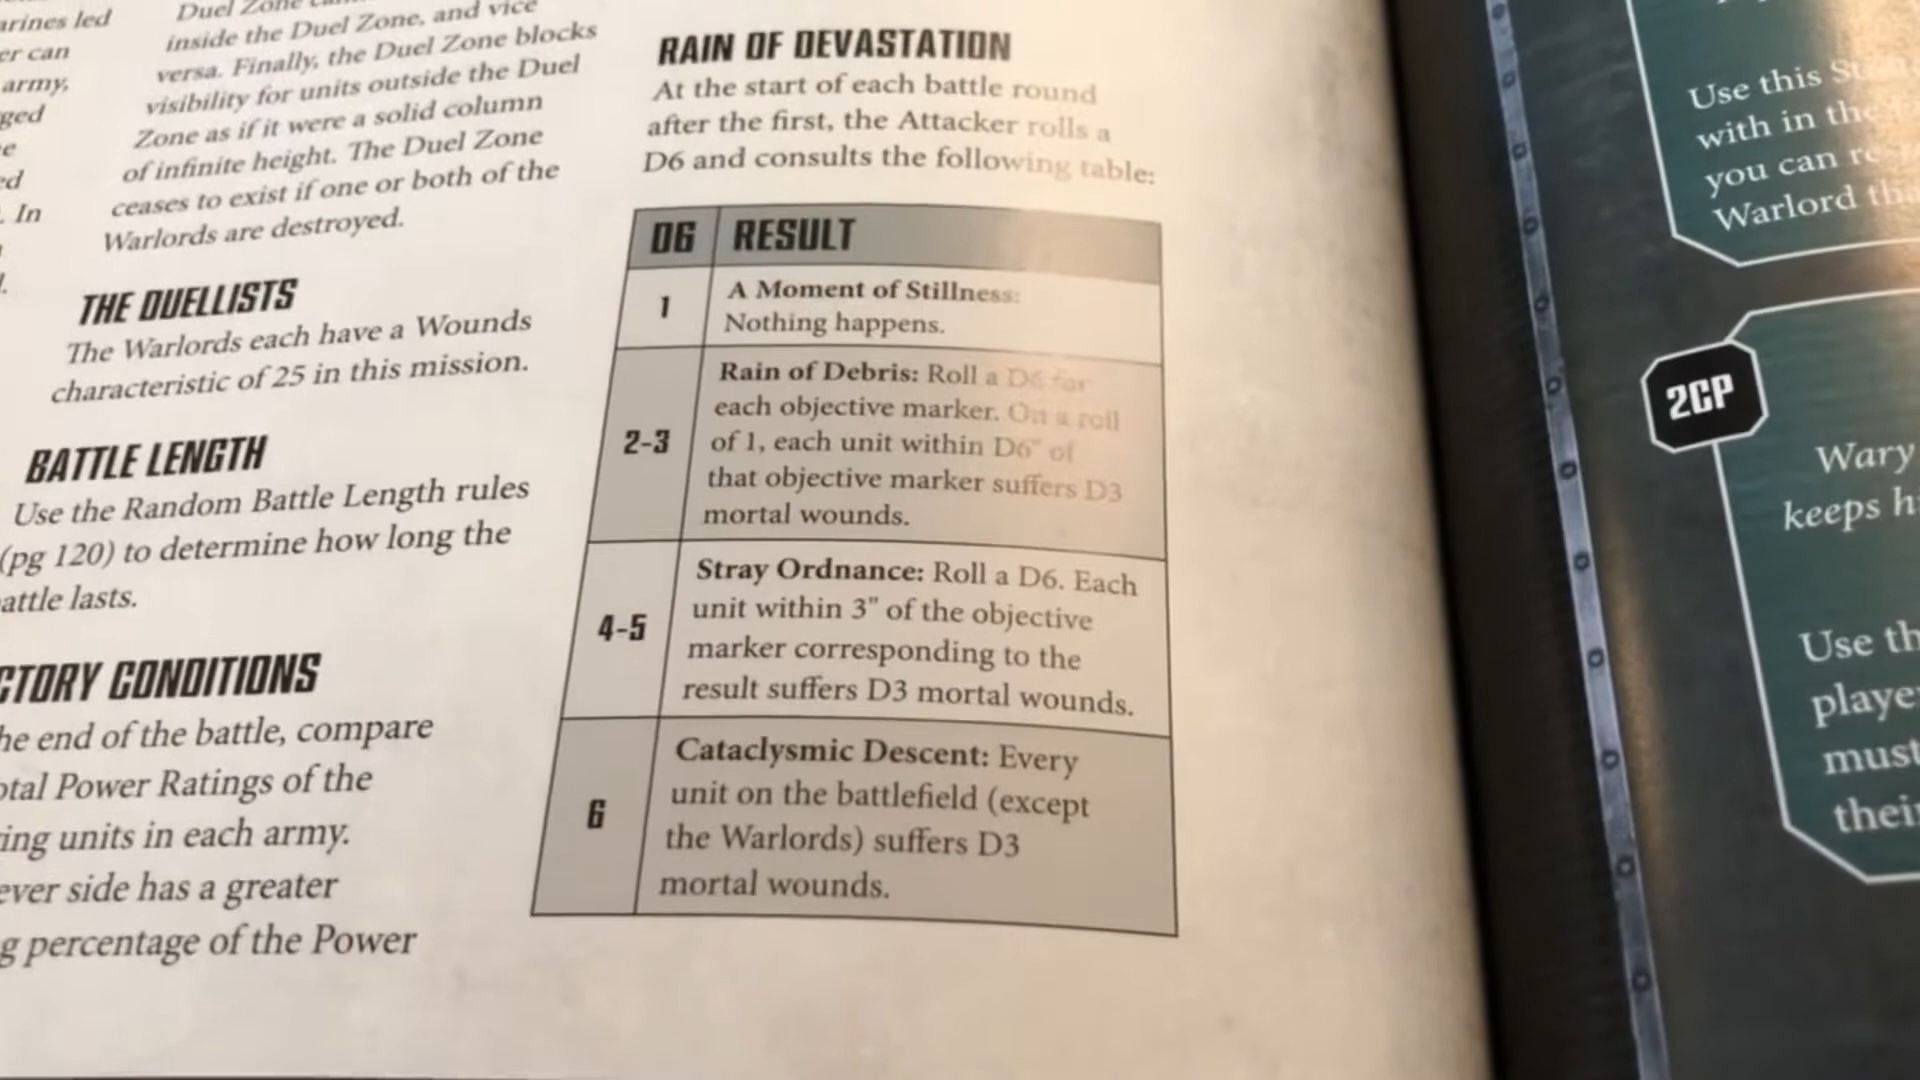 arines led
er can
army,
ged
e
ed
. In
Duel Zone
inside the Duel Zone, and vice
versa. Finally, the Duel Zone blocks
visibility for units outside the Duel
Zone as if it were a solid column
of infinite height. The Duel Zone
ceases to exist if one or both of the
Warlords are destroyed.
THE DUELLISTS
The Warlords each have a Wounds
characteristic of 25 in this mission.
BATTLE LENGTH
Use the Random Battle Length rules
(pg 120) to determine how long the
attle lasts.
CTORY CONDITIONS
he end of the battle, compare
otal Power Ratings of the
ing units in each army.
ever side has a greater
g percentage of the Power
RAIN OF DEVASTATION
At the start of each battle round
after the first, the Attacker rolls a
D6 and consults the following table:
D6 RESULT
1 A Moment of Stillness:
Nothing happens.
2-3 Rain of Debris: Roll a D6 for
each objective marker. On a roll
of 1, each unit within D6" of
that objective marker suffers D3
mortal wounds.
4-5 Stray Ordnance: Roll a D6. Each
unit within 3" of the objective
marker corresponding to the
result suffers D3 mortal wounds.
6 Cataclysmic Descent: Every
unit on the battlefield (except
the Warlords) suffers D3
mortal wounds.
Use this
with in the
you can
Warlord
2CP
Wary
keeps
Use
playe
must
thei